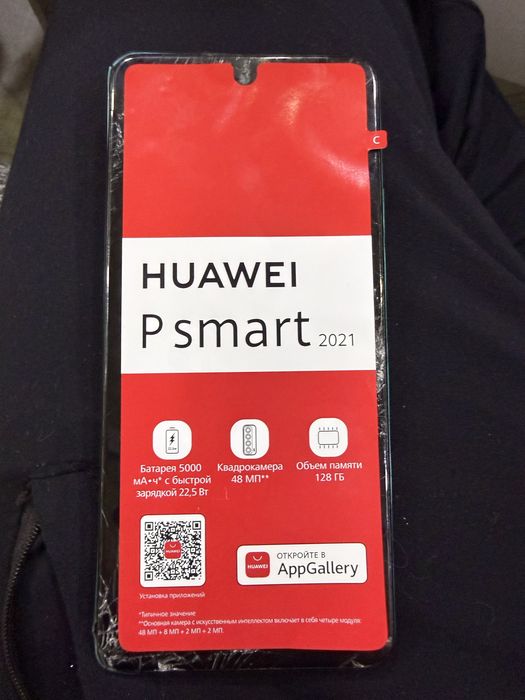 C
HUAWEI
P smart 2021
Батарея 5000
мА•ч* с быстрой
зарядкой 22,5 Вт
Квадрокамера
48 МП**
Объем памяти
128 ГБ
HUAWEI
Установка приложений
HUAWEI
ОТКРОЙТЕ В
AppGallery
*Типичное значение
**Основная камера с искусственным интеллектом включает в себя четыре модуля:
48 МП + 8 МП + 2 МП + 2 МП.